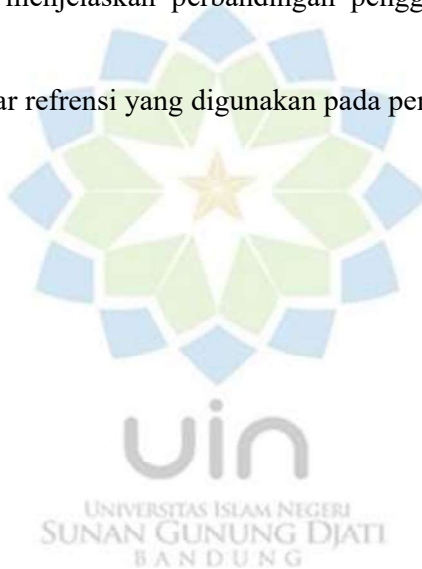 menjelaskan perbandingan pengg
ar refrensi yang digunakan pada per
uin
UNIVERSITAS ISLAM NEGERI
SUNAN GUNUNG DJATI
BANDUNG